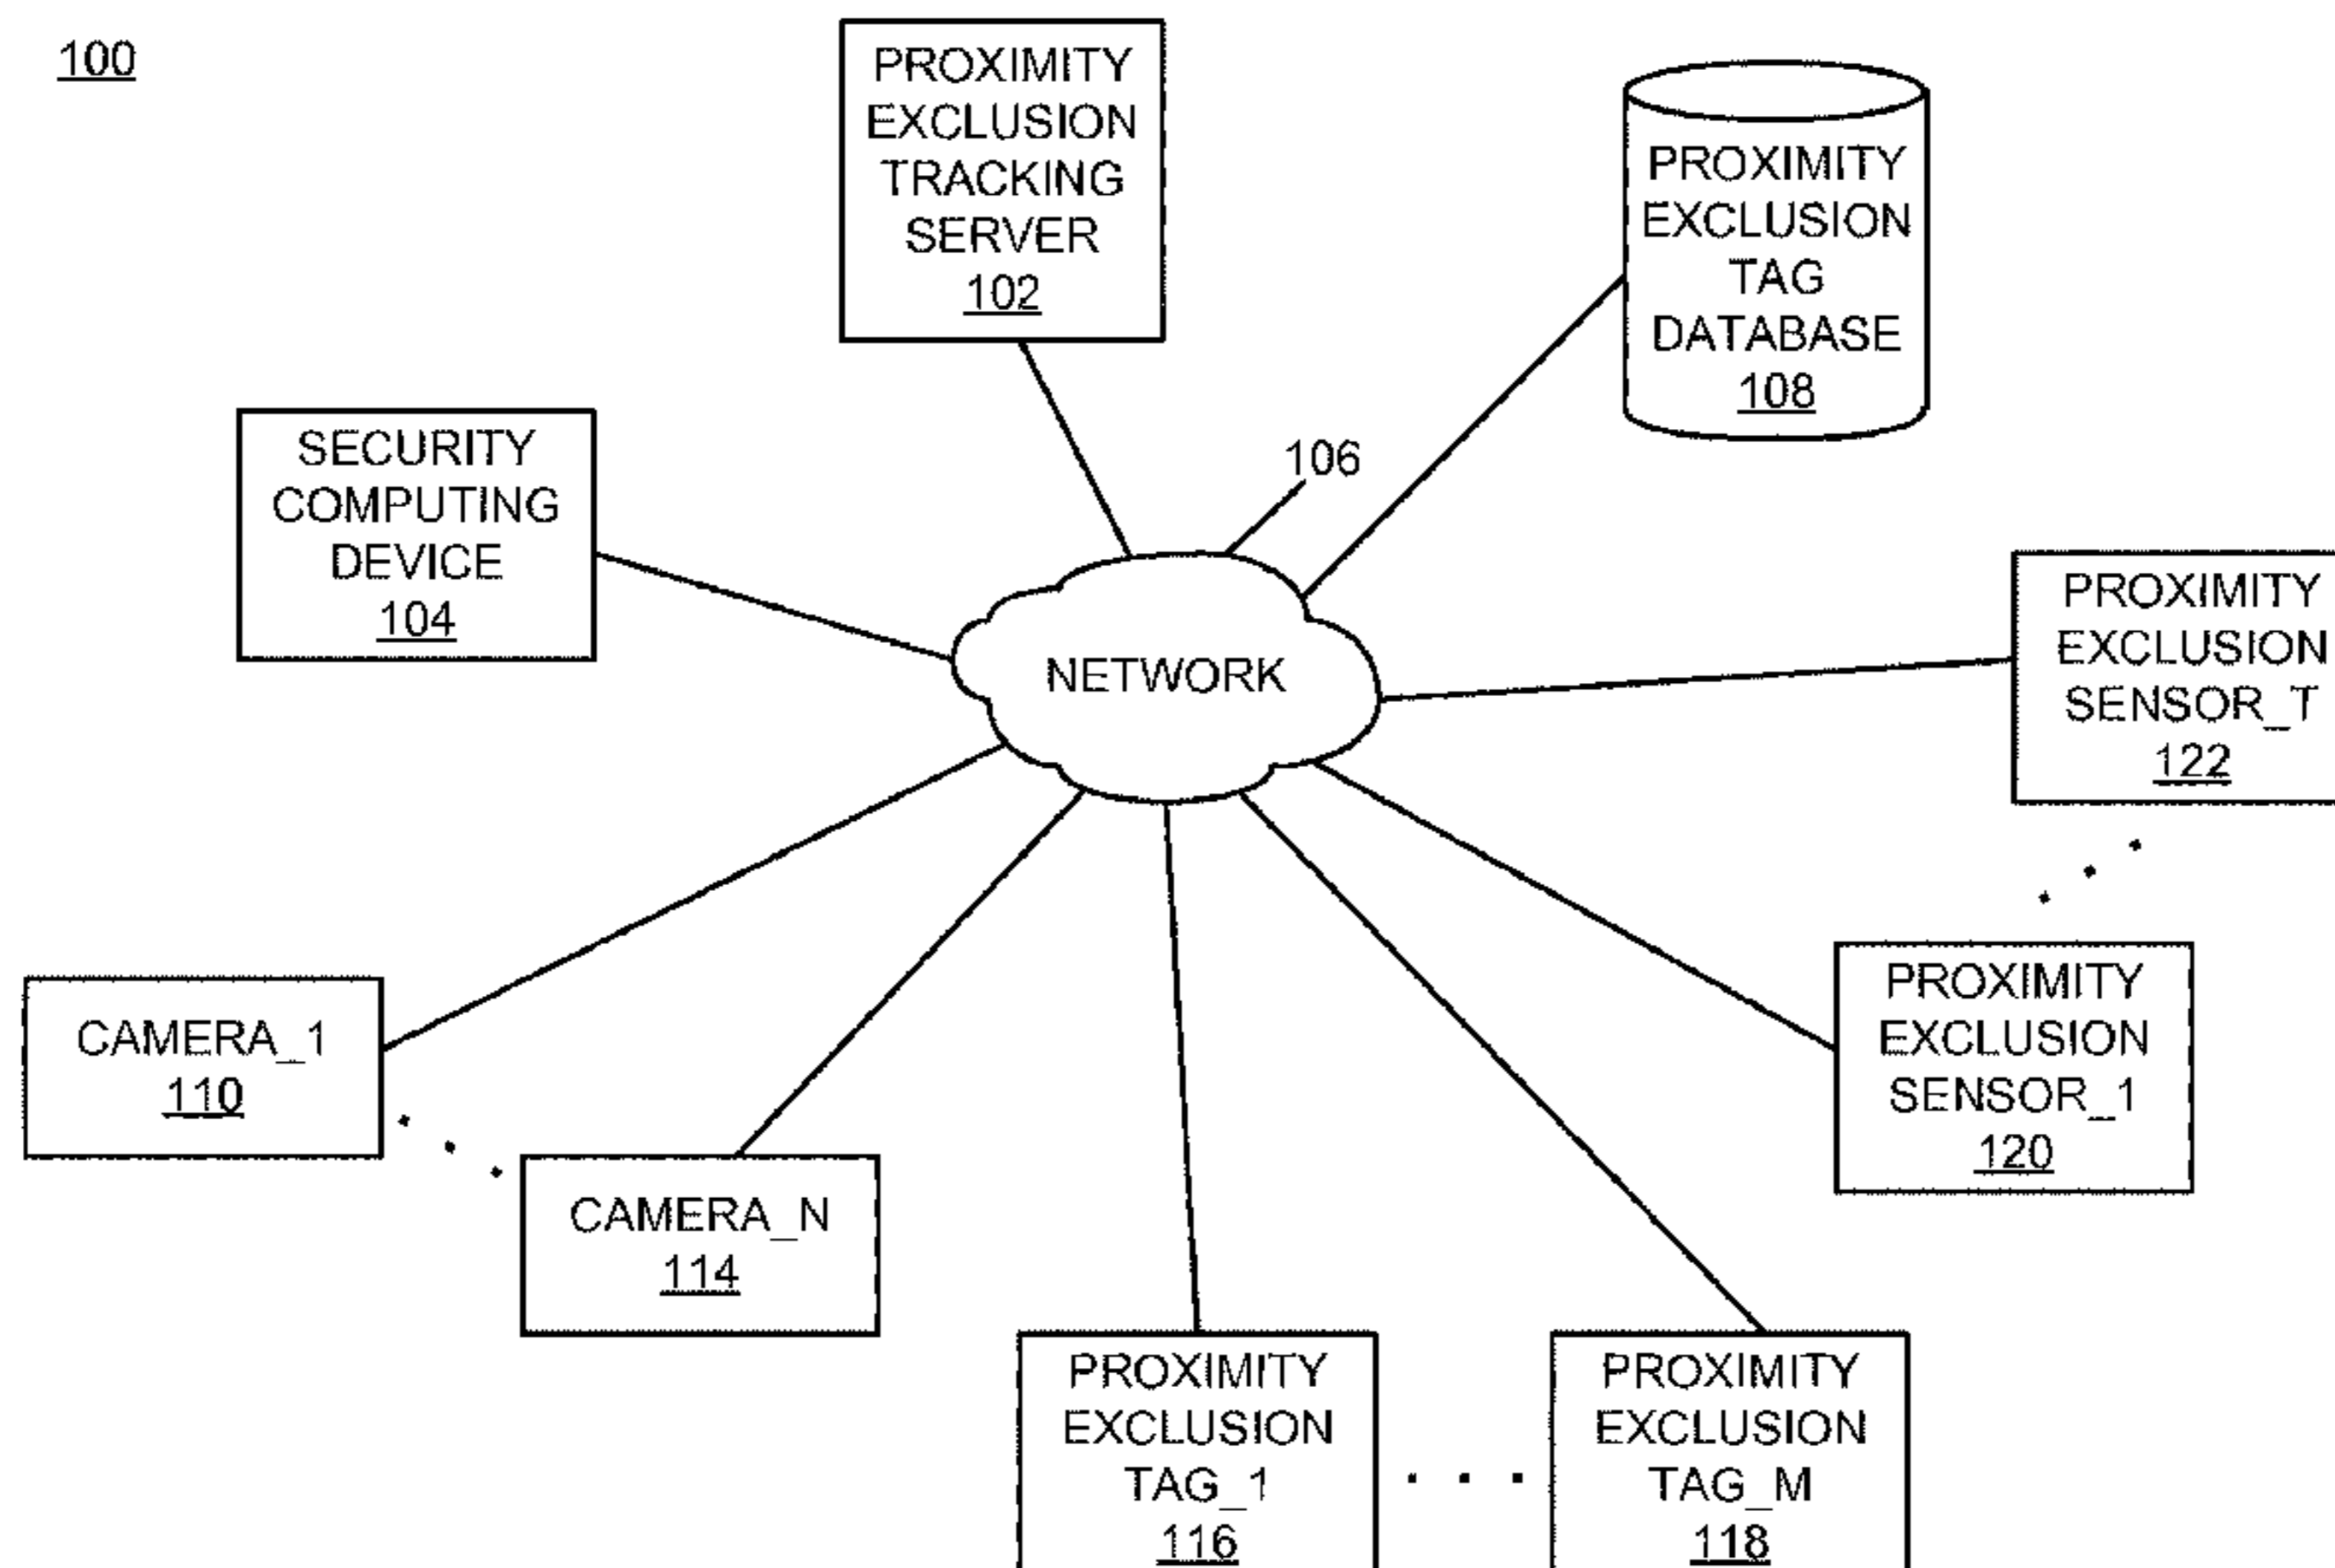 100
PROXIMITY
EXCLUSION
TRACKING
SERVER
102
PROXIMITY
EXCLUSION
TAG
DATABASE
108
SECURITY
COMPUTING
DEVICE
104
106
NETWORK
PROXIMITY
EXCLUSION
SENSOR_T
122
CAMERA_1
110
CAMERA_N
114
PROXIMITY
EXCLUSION
SENSOR_1
120
PROXIMITY
EXCLUSION
TAG_1
116
PROXIMITY
EXCLUSION
TAG_M
118